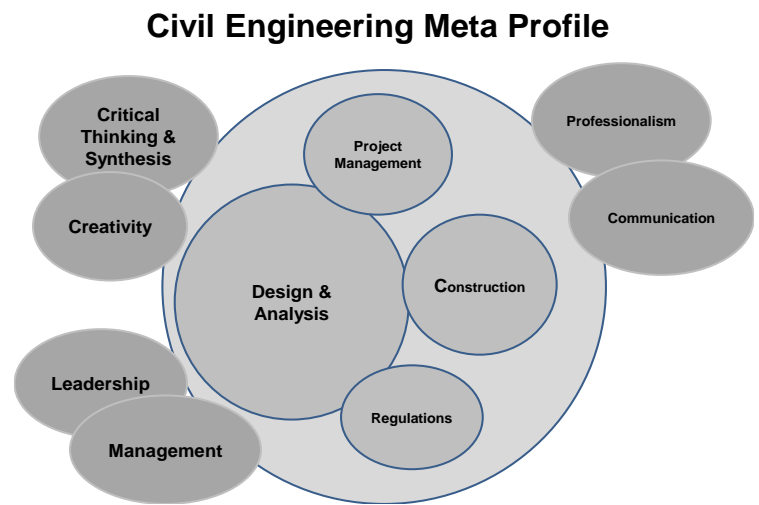 Civil Engineering Meta Profile
Critical
Thinking &
Synthesis
Creativity
Project
Management
Professionalism
Communication
Design &
Analysis
Construction
Leadership
Management
Regulations